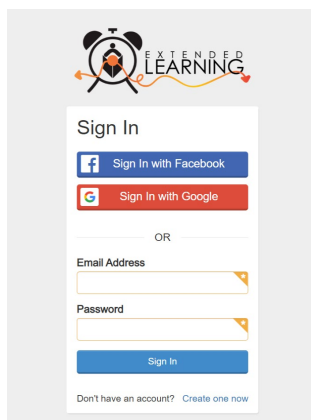 EXTENDED
LEARNING
Sign In
Sign In with Facebook
Sign In with Google
OR
Email Address
Password
Sign In
Don't have an account? Create one now